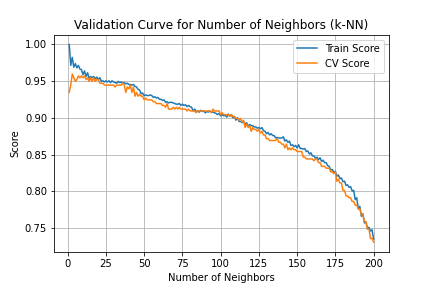 Validation Curve for Number of Neighbors (k-NN)
Train Score
CV Score
Score
1.00
0.95
0.90
0.85
0.80
0.75
0 25 50 75 100 125 150 175 200
Number of Neighbors